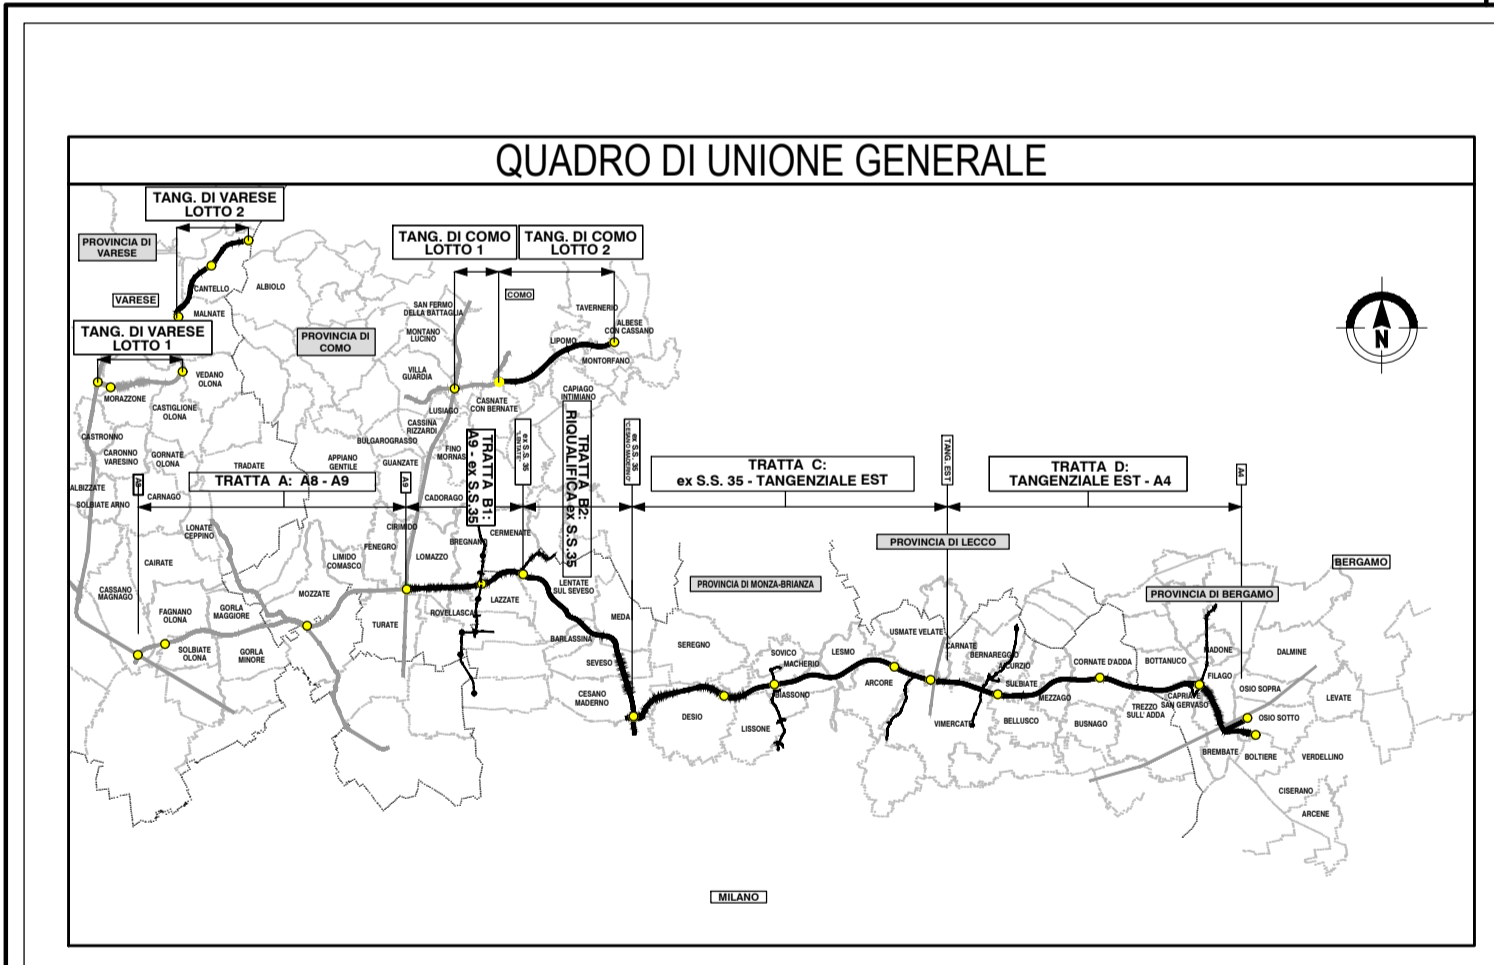 QUADRO DI UNIONE GENERALE
TANG. DI VARESE
LOTTO 2
PROVINCIA DI
VARESE
TANG. DI COMO
LOTTO 1
TANG. DI COMO
LOTTO 2
CANTELLO
ALBIOLO
VARESE
MALNATE
COMO
SAN FERMO
DELLA BATTAGLIA
TAVERNERIO
ALBESE
CON CASSANO
TANG. DI VARESE
LOTTO 1
PROVINCIA DI
COMO
MONTANO
LUCINO
LIPOMO
MONTORFANO
N
VEDANO
OLONA
VILLA
GUARDIA
MORAZZONE
CASTIGLIONE
OLONA
LUSIAGO
CASNATE
CON BERNATE
CAPIAGO
INTIMIANO
CASSINA
RIZZARDI
CASTRONNO
BULGAROGRASSO
CARONNO
VARESINO
GORNATE
OLONA
TRADATE
APPIANO
GENTILE
GUANZATE
FINO
MORNAS
TRATTA B1:
A9 - ex S.S.35
ex S.S. 35
"LENTATE"
TRATTA B2:
RIQUALIFICA ex S.S.35
ex S.S. 35
"CESANO MADERNO"
TRATTA C:
ex S.S. 35 - TANGENZIALE EST
TANG. EST
TRATTA D:
TANGENZIALE EST - A4
A4
ALBIZZATE
SOLBIATE ARNO
A8
CARNAGO
TRATTA A: A8 - A9
A9
CADORAGO
LONATE
CEPPINO
CIRIMIDO
FENEGRO
LIMIDO
COMASCO
LOMAZZO
BREGNANO
CERMENATE
CAIRATE
PROVINCIA DI LECCO
BERGAMO
CASSANO
MAGNAGO
MOZZATE
LENTATE
SUL SEVESO
PROVINCIA DI MONZA-BRIANZA
PROVINCIA DI BERGAMO
FAGNANO
OLONA
GORLA
MAGGIORE
TURATE
ROVELLASCA
LAZZATE
MEDA
BARLASSINA
SEREGNO
USMATE VELATE
SOLBIATE
OLONA
GORLA
MINORE
SEVESO
SOVICO
MACHERIO
LESMO
CARNATE
BERNAREGGIO
AICURZIO
CORNATE D'ADDA
BOTTANUCO
MADONE
DALMINE
CESANO
MADERNO
BIASSONO
ARCORE
SULBIATE
MEZZAGO
FILAGO
CAPRIATE
SAN GERVASO
OSIO SOPRA
LEVATE
DESIO
LISSONE
VIMERCATE
BELLUSCO
BUSNAGO
TREZZO
SULL' ADDA
OSIO SOTTO
BREMBATE
BOLTIERE
VERDELLINO
CISERANO
ARCENE
MILANO